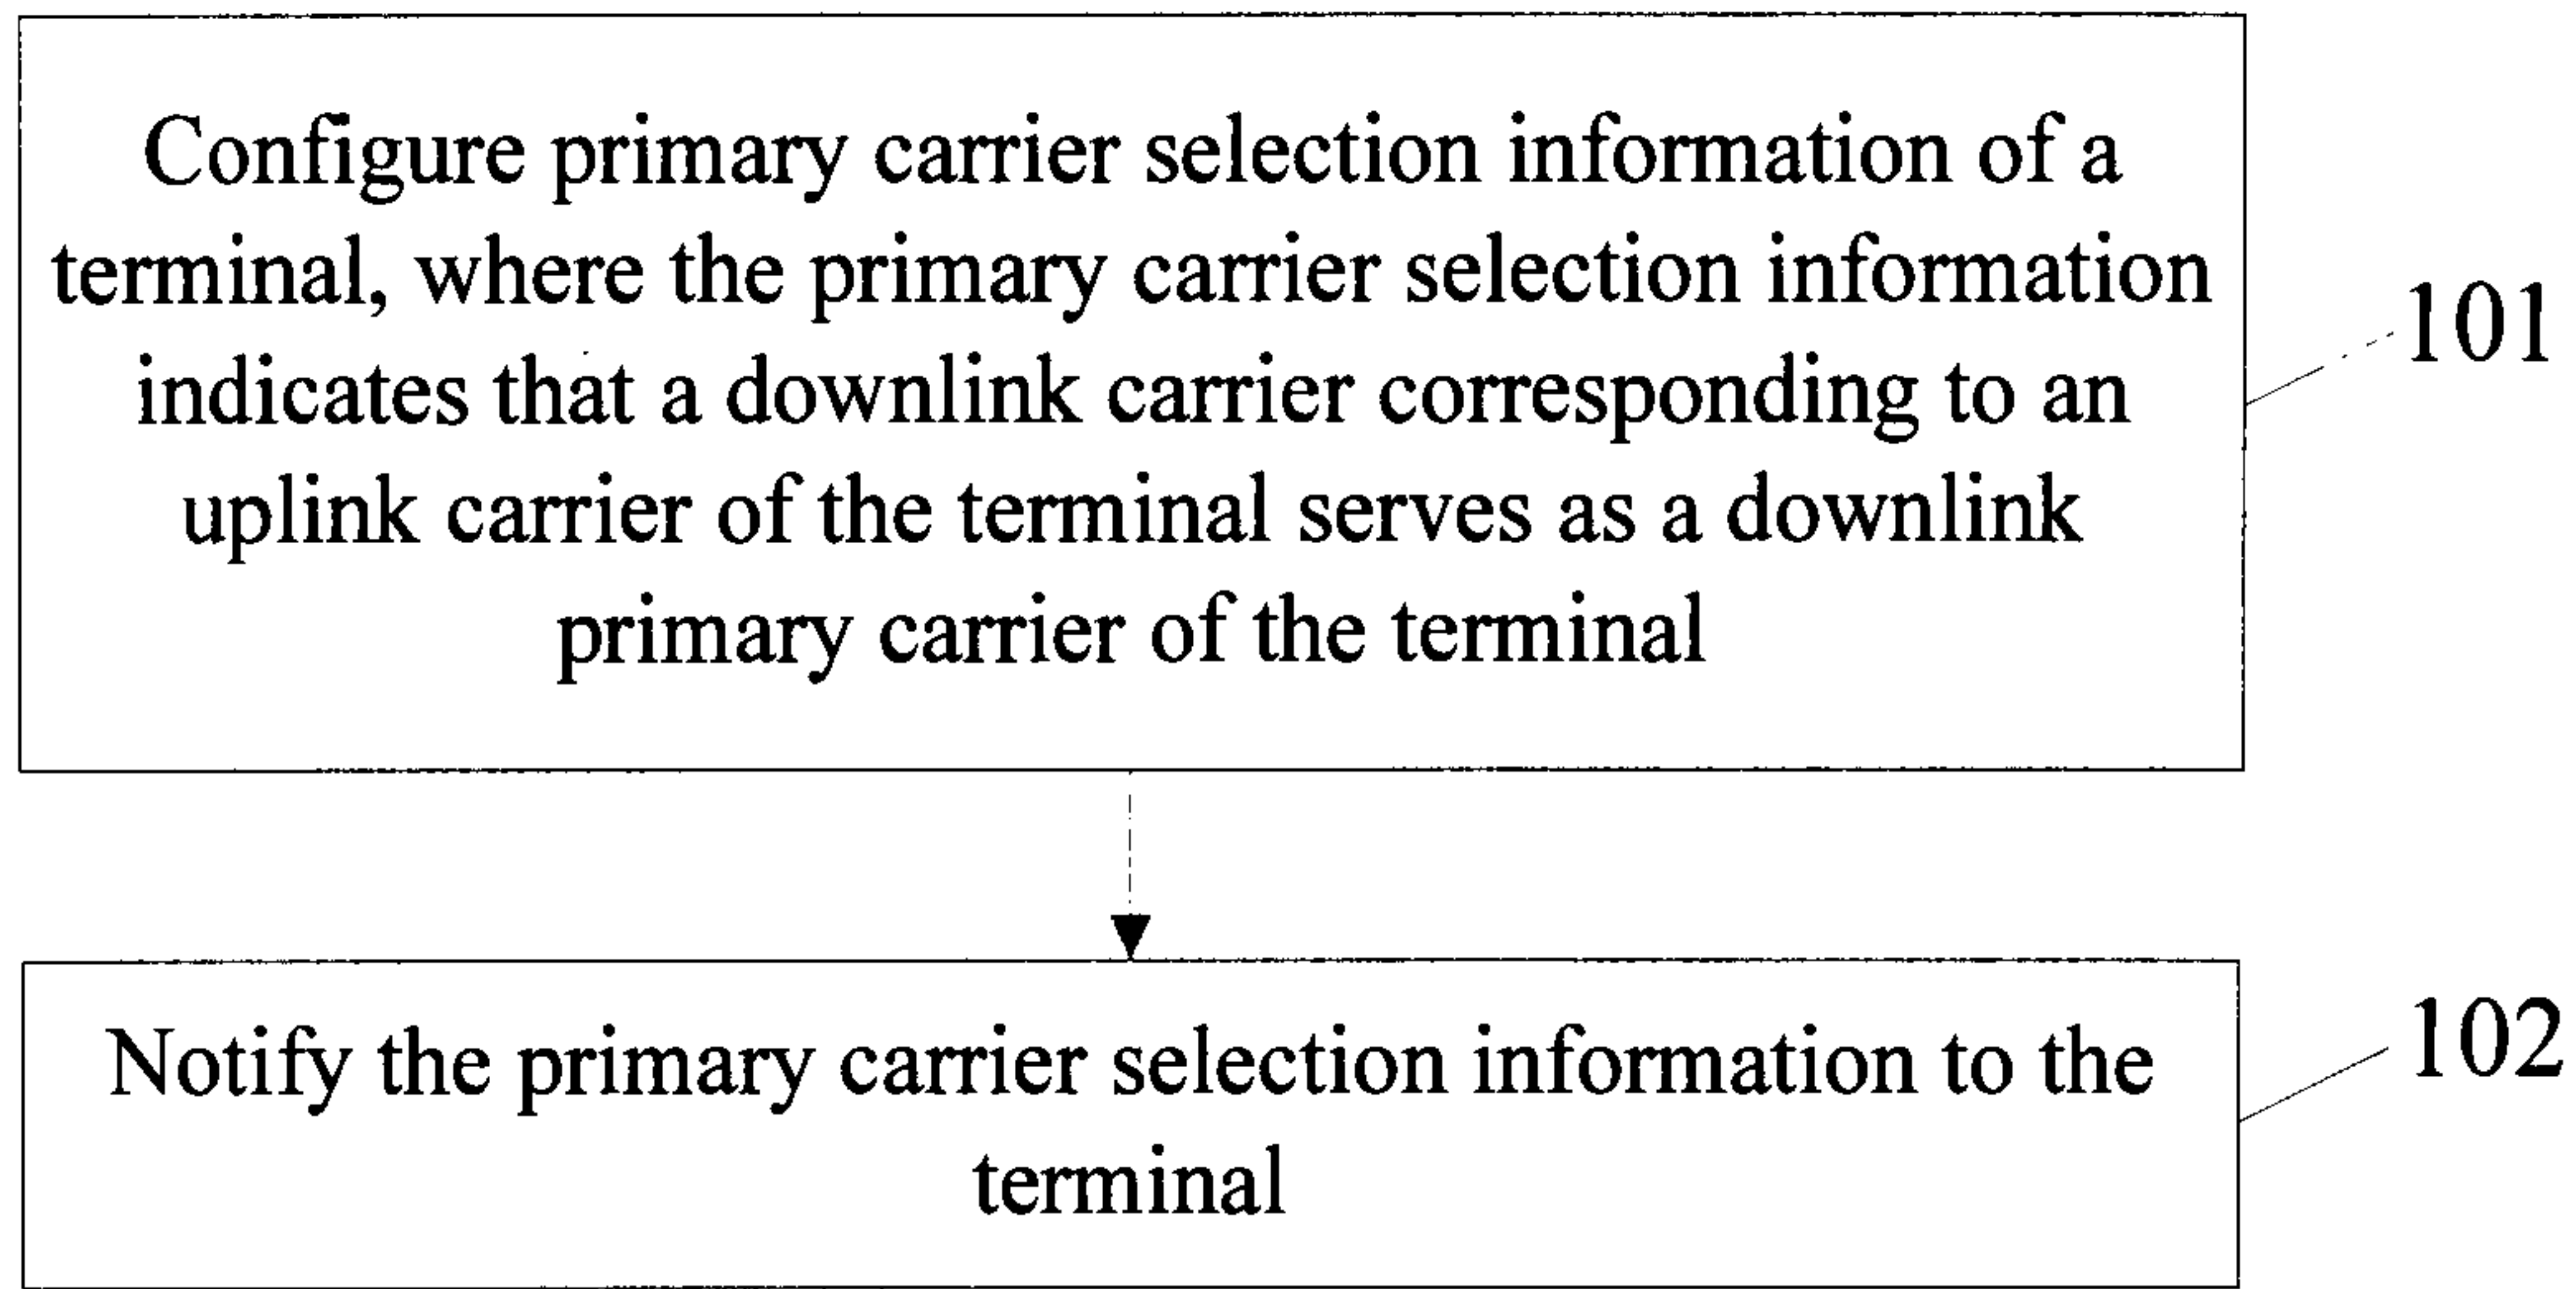 Configure primary carrier selection information of a
terminal, where the primary carrier selection information
indicates that a downlink carrier corresponding to an
uplink carrier of the terminal serves as a downlink
primary carrier of the terminal
101
Notify the primary carrier selection information to the
terminal
102